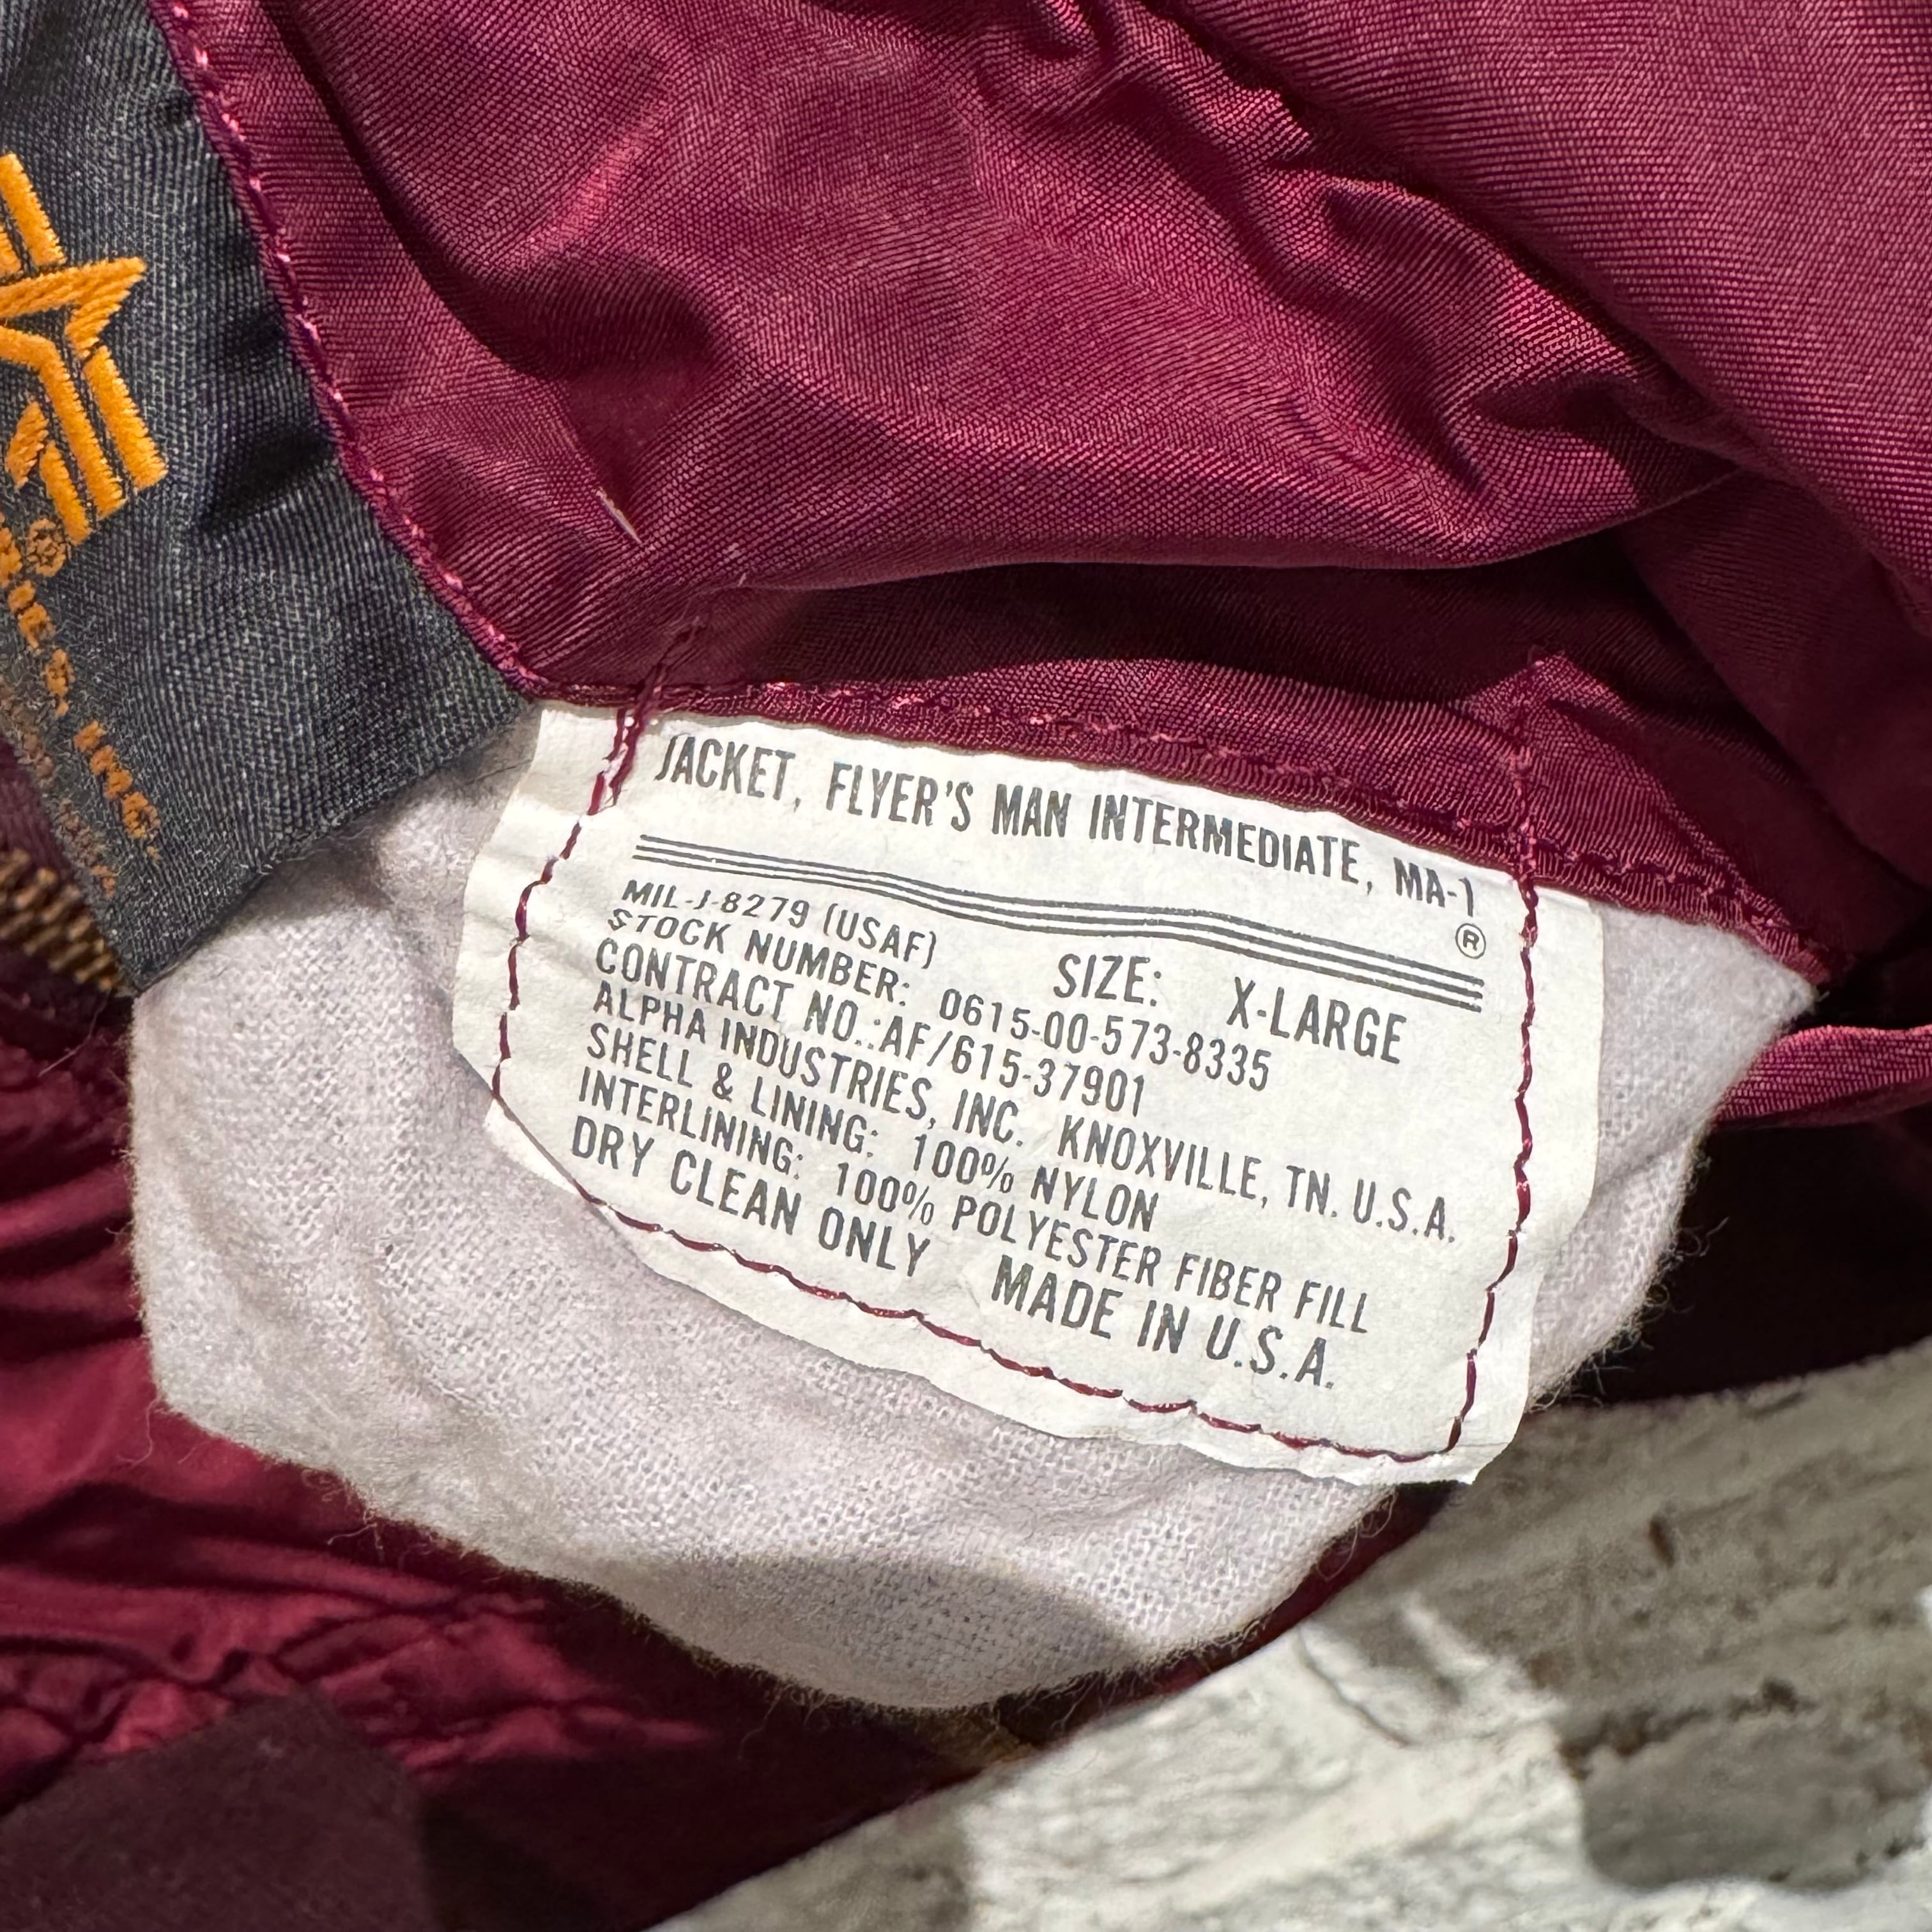 JACKET, FLYER'S MAN INTERMEDIATE, MA-1
®
MIL-J-8279 (USAF) SIZE: X-LARGE
STOCK NUMBER: 0615-00-573-8335
CONTRACT NO.:AF/615-37901
ALPHA INDUSTRIES, INC. KNOXVILLE, TN. U.S.A.
SHELL & LINING: 100% NYLON
INTERLINING: 100% POLYESTER FIBER FILL
DRY CLEAN ONLY MADE IN U.S.A.
®
INC.